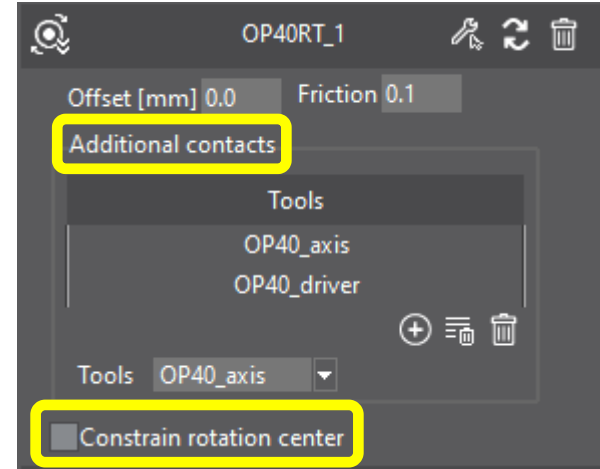 OP40RT_1
Offset [mm] 0.0 Friction 0.1
Additional contacts
Tools
OP40_axis
OP40_driver
Tools OP40_axis
Constrain rotation center